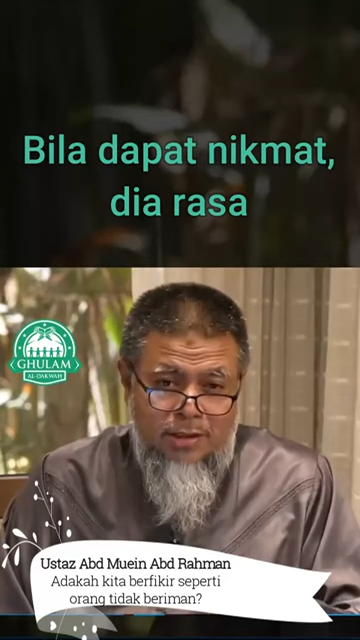 Bila dapat nikmat,
dia rasa
GHULAM
AL-DAKWAH
Ustaz Abd Muein Abd Rahman
Adakah kita berfikir seperti
orang tidak beriman?